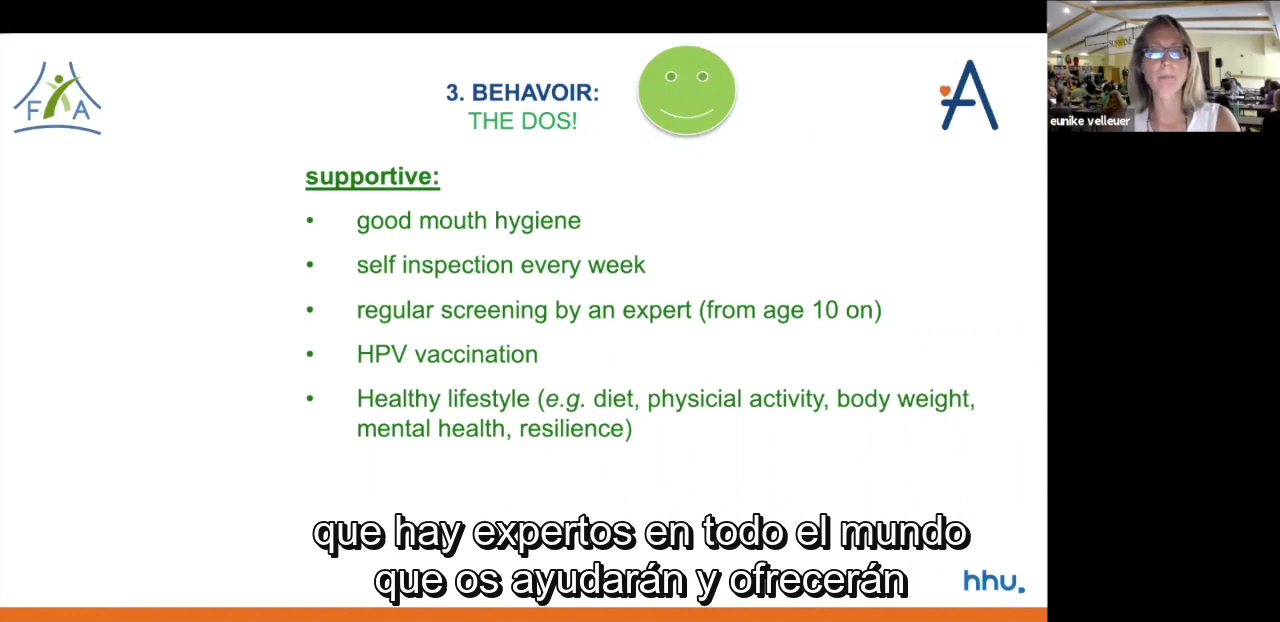 F A
3. BEHAVOIR:
THE DOS!
A
eunike velleuer
supportive:
• good mouth hygiene
• self inspection every week
• regular screening by an expert (from age 10 on)
• HPV vaccination
• Healthy lifestyle (e.g. diet, physicial activity, body weight,
mental health, resilience)
que hay expertos en todo el mundo
que os ayudarán y ofrecerán
hhu.